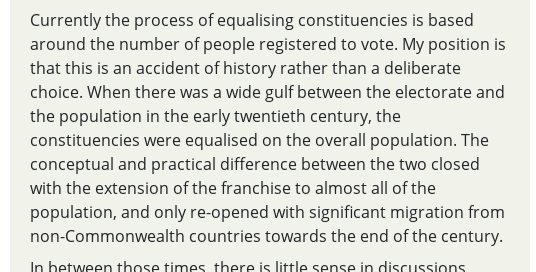 Currently the process of equalising constituencies is based
around the number of people registered to vote. My position is
that this is an accident of history rather than a deliberate
choice. When there was a wide gulf between the electorate and
the population in the early twentieth century, the
constituencies were equalised on the overall population. The
conceptual and practical difference between the two closed
with the extension of the franchise to almost all of the
population, and only re-opened with significant migration from
non-Commonwealth countries towards the end of the century.
In between those times, there is little sense in discussions